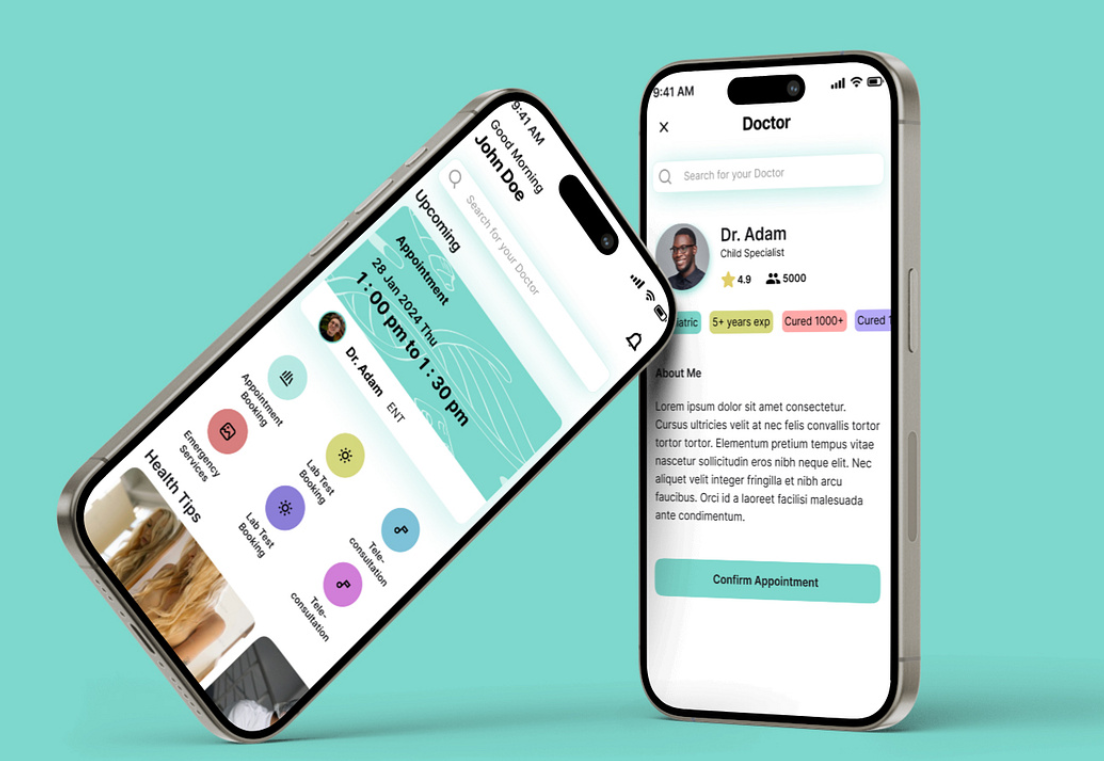 9:41 AM
Good Morning
John Doe
Search for your Doctor
Upcoming
Appointment
28 Jan 2024 Thu
1:00 pm to 1:30 pm
Dr. Adam ENT
Appointment
Booking
Lab Test
Booking
Tele-
consultation
Emergency
Services
Lab Test
Booking
Tele-
consultation
Health Tips
9:41 AM
Doctor
Search for your Doctor
Dr. Adam
Child Specialist
4.9 5000
iatric 5+ years exp Cured 1000+ Cured 1
About Me
Lorem ipsum dolor sit amet consectetur.
Cursus ultricies velit at nec felis convallis tortor
tortor tortor. Elementum pretium tempus vitae
nascetur sollicitudin eros nibh neque elit. Nec
aliquet velit integer fringilla et nibh arcu
faucibus. Orci id a laoreet facilisi malesuada
ante condimentum.
Confirm Appointment